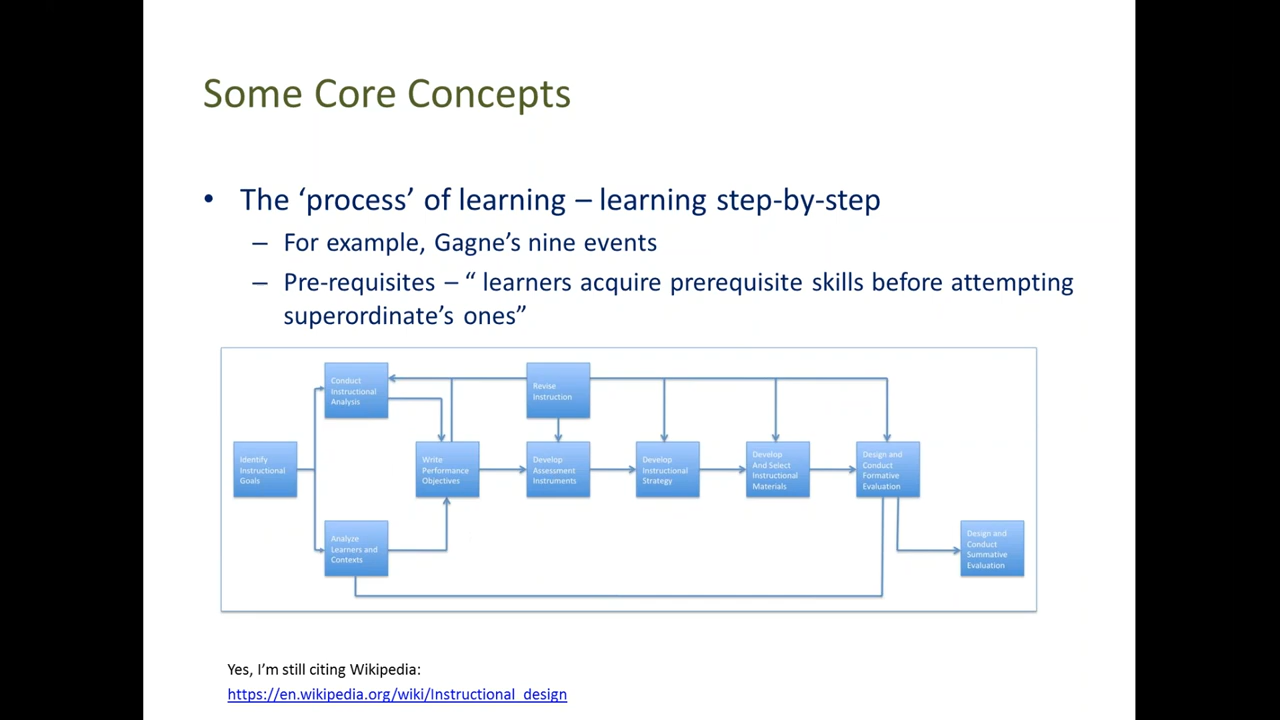 Some Core Concepts
• The ‘process’ of learning – learning step-by-step
– For example, Gagne’s nine events
– Pre-requisites – “ learners acquire prerequisite skills before attempting
superordinate’s ones”
Conduct
Instructional
Analysis
Revise
Instruction
Identify
Instructional
Goals
Write
Performance
Objectives
Develop
Assessment
Instruments
Develop
Instructional
Strategy
Develop
And Select
Instructional
Materials
Design and
Conduct
Formative
Evaluation
Analyze
Learners and
Contexts
Design and
Conduct
Summative
Evaluation
Yes, I’m still citing Wikipedia:
https://en.wikipedia.org/wiki/Instructional_design